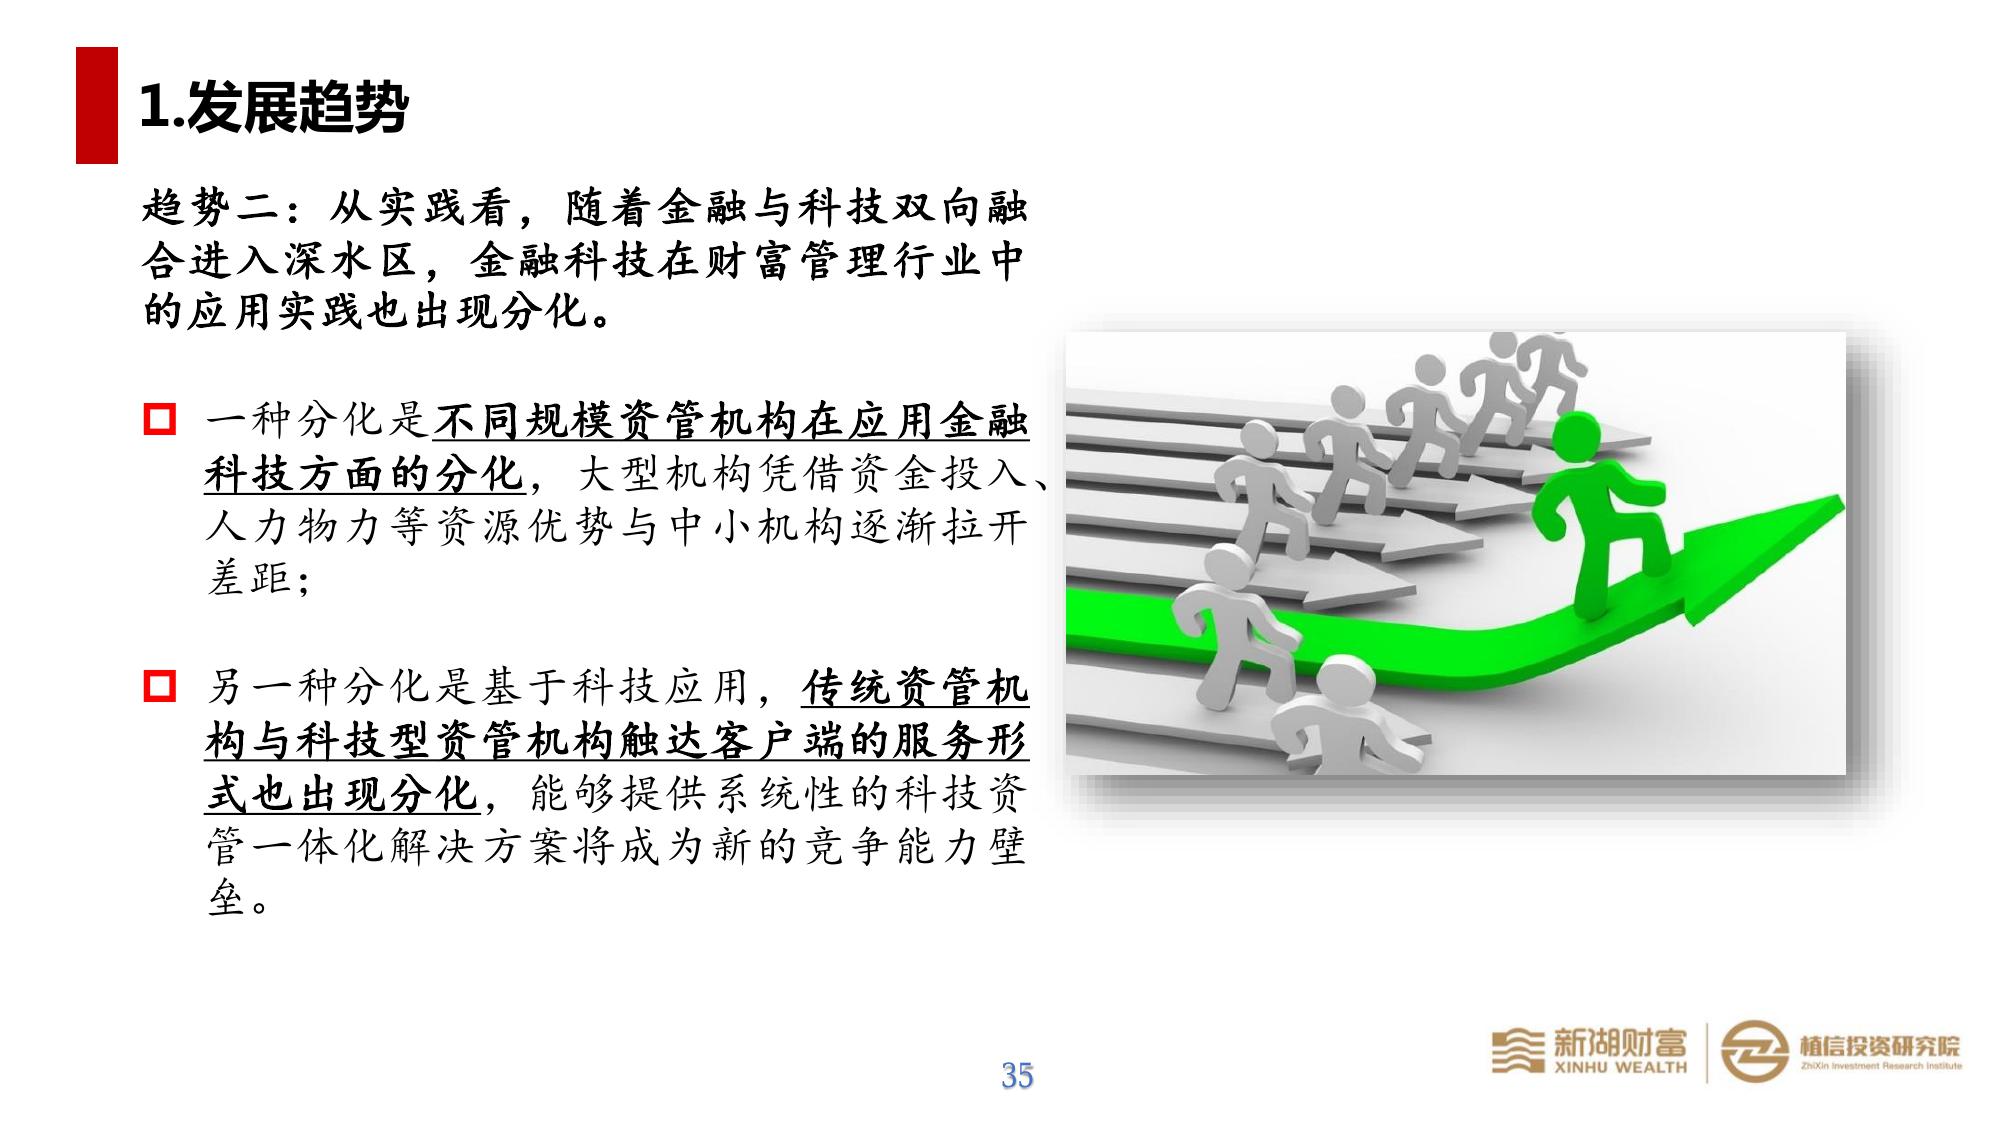 1.发展趋势
趋势二：从实践看，随着金融与科技双向融
合进入深水区，金融科技在财富管理行业中
的应用实践也出现分化。
一种分化是不同规模资管机构在应用金融
科技方面的分化，大型机构凭借资金投入、
人力物力等资源优势与中小机构逐渐拉开
差距；
另一种分化是基于科技应用，传统资管机
构与科技型资管机构触达客户端的服务形
式也出现分化，能够提供系统性的科技资
管一体化解决方案将成为新的竞争能力壁
垒。
35
新湖财富
XINHU WEALTH
植信投资研究院
ZhiXin Investment Research Institute